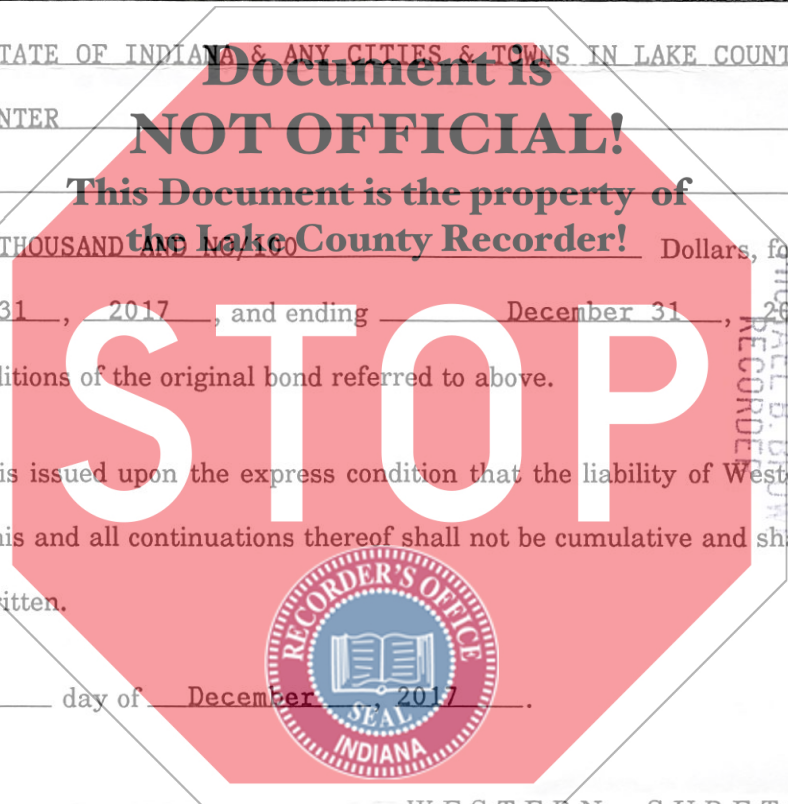 TATE OF INDIANA & ANY CITIES & TOWNS IN LAKE COUNT
Document is
NTER
NOT OFFICIAL!
This Document is the property of
the Lake County Recorder!
THOUSAND AND NO/100 Dollars, fo
31, 2017, and ending December 31, 20
RECORDER
STOP
ditions of the original bond referred to above.
is issued upon the express condition that the liability of West
his and all continuations thereof shall not be cumulative and sha
ritten.
RECORDER'S OFFICE
SEAL
INDIANA
day of December, 2017.
WESTERN SURET